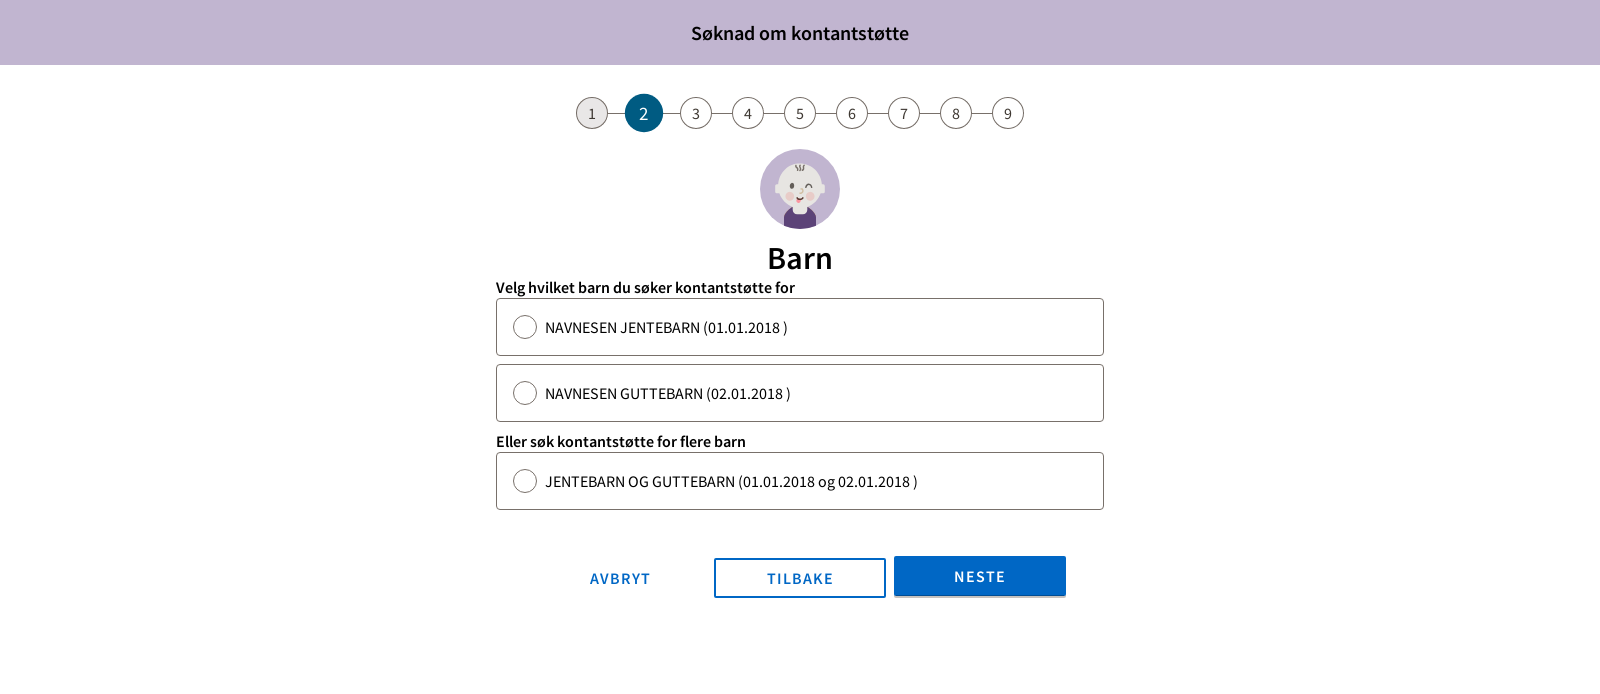 Søknad om kontantstøtte
1 2 3 4 5 6 7 8 9
Barn
Velg hvilket barn du søker kontantstøtte for
NAVNESEN JENTEBARN (01.01.2018 )
NAVNESEN GUTTEBARN (02.01.2018 )
Eller søk kontantstøtte for flere barn
JENTEBARN OG GUTTEBARN (01.01.2018 og 02.01.2018 )
AVBRYT TILBAKE NESTE